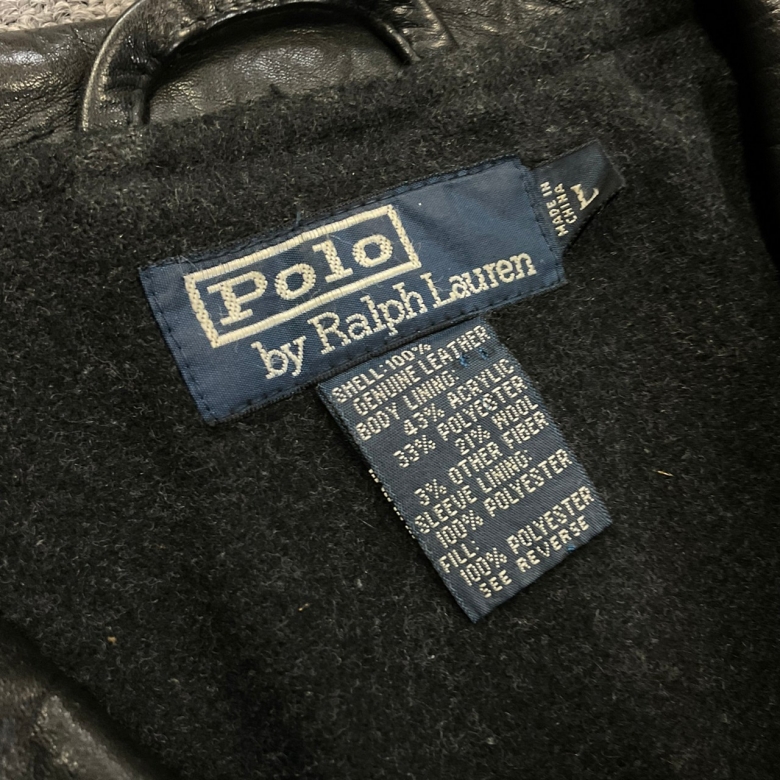 Polo
by Ralph Lauren
L
MADE IN
CHINA
SHELL:100%
GENUINE LEATHER
BODY LINING:
43% ACRYLIC
33% POLYESTER
21% WOOL
3% OTHER FIBER
SLEEVE LINING:
100% POLYESTER
FILL:
100% POLYESTER
SEE REVERSE